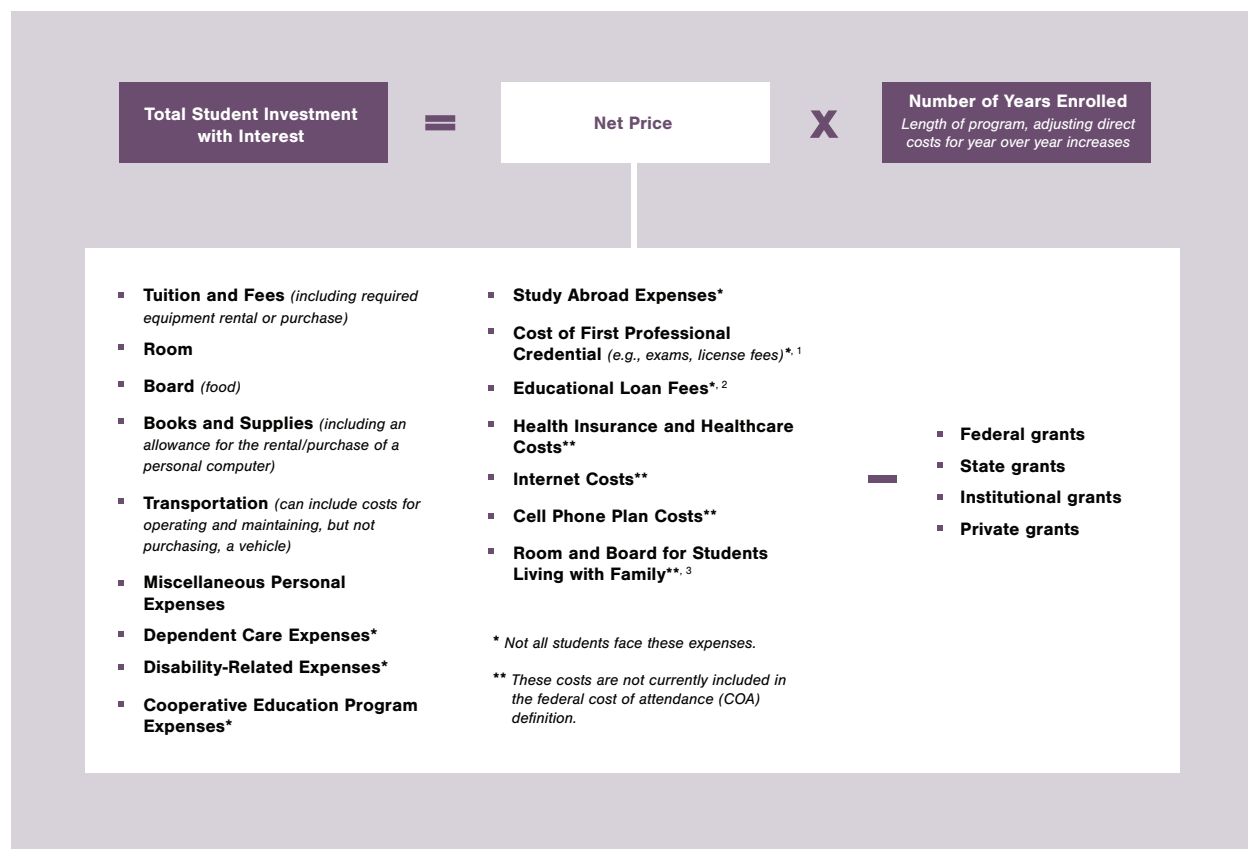 Total Student Investment
with Interest
=
Net Price
X
Number of Years Enrolled
Length of program, adjusting direct
costs for year over year increases
Tuition and Fees (including required
equipment rental or purchase)
Room
Board (food)
Books and Supplies (including an
allowance for the rental/purchase of a
personal computer)
Transportation (can include costs for
operating and maintaining, but not
purchasing, a vehicle)
Miscellaneous Personal
Expenses
Dependent Care Expenses*
Disability-Related Expenses*
Cooperative Education Program
Expenses*
Study Abroad Expenses*
Cost of First Professional
Credential (e.g., exams, license fees)*, 1
Educational Loan Fees*, 2
Health Insurance and Healthcare
Costs**
Internet Costs**
Cell Phone Plan Costs**
Room and Board for Students
Living with Family**, 3
* Not all students face these expenses.
** These costs are not currently included in
the federal cost of attendance (COA)
definition.
–
Federal grants
State grants
Institutional grants
Private grants